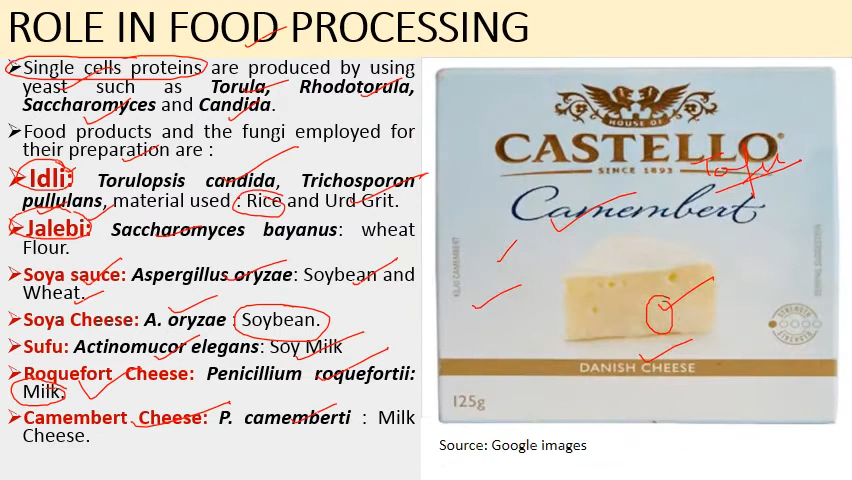 ROLE IN FOOD PROCESSING
➢Single cells proteins are produced by using
yeast such as Torula, Rhodotorula,
Saccharomyces and Candida.
➢Food products and the fungi employed for
their preparation are :
➢Idli: Torulopsis candida, Trichosporon
pullulans, material used : Rice and Urd Grit.
➢Jalebi: Saccharomyces bayanus: wheat
Flour.
➢Soya sauce: Aspergillus oryzae: Soybean and
Wheat.
➢Soya Cheese: A. oryzae : Soybean.
➢Sufu: Actinomucor elegans: Soy Milk
➢Roquefort Cheese: Penicillium roquefortii:
Milk.
➢Camembert Cheese: P. camemberti : Milk
Cheese.
HOUSE OF
CASTELLO®
SINCE 1893
Tofu
Camembert
STRENGTH
STRENGTH
DANISH CHEESE
125g
Source: Google images